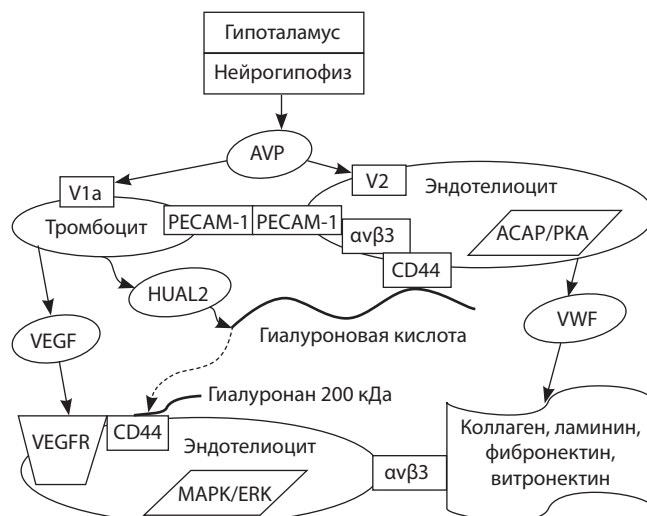 Гипоталамус
Нейрогипофиз
AVP
V1a
V2
Эндотелиоцит
Тромбоцит
PECAM-1
PECAM-1
αvβ3
ACAP/PKA
CD44
HUAL2
VEGF
Гиалуроновая кислота
VWF
Гиалуронан 200 кДа
VEGFR
CD44
Эндотелиоцит
Коллаген, ламинин,
фибронектин,
витронектин
αvβ3
MAPK/ERK